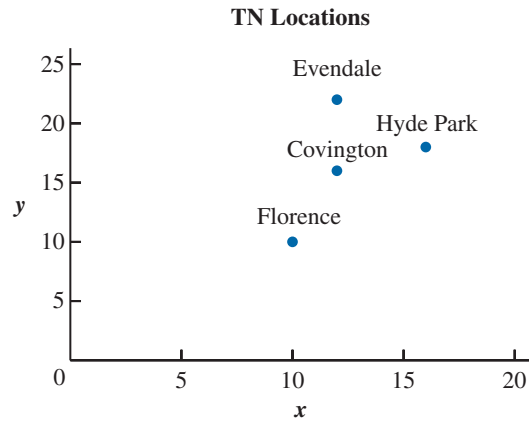 TN Locations
25
Evendale
20
Hyde Park
Covington
15
y
Florence
10
5
0
5 10 15 20
x